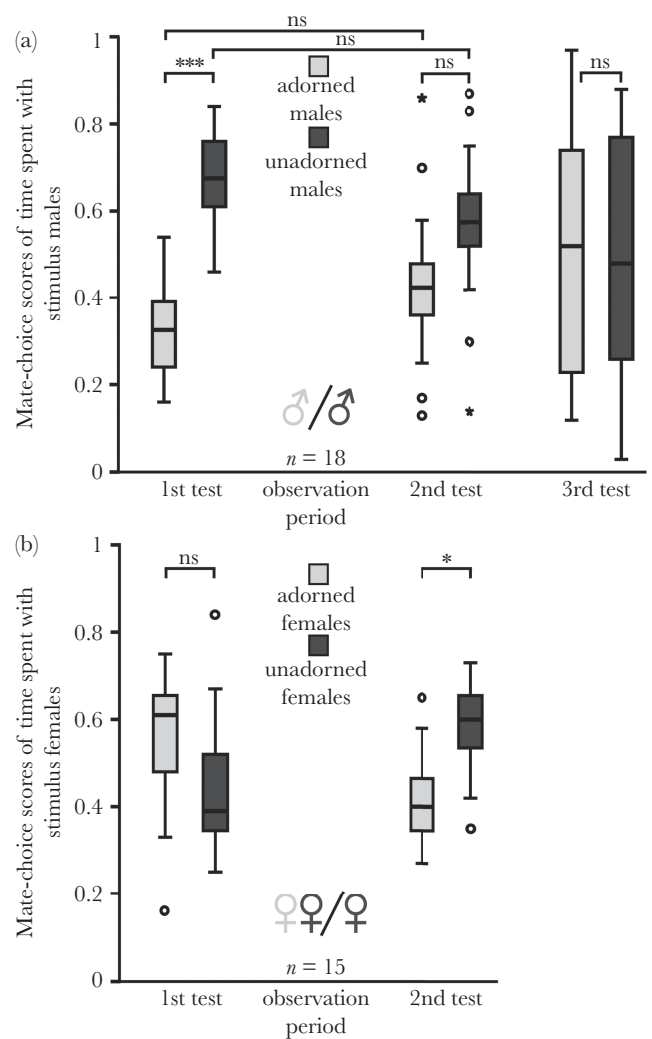 (a)
Mate-choice scores of time spent with
stimulus males
1
0.8
0.6
0.4
0.2
0
ns
ns
***
ns
ns
adorned
males
unadorned
males
*
*
♂/♂
n = 18
1st test
observation
period
2nd test
3rd test
(b)
Mate-choice scores of time spent with
stimulus females
1
0.8
0.6
0.4
0.2
0
ns
*
adorned
females
unadorned
females
♀♀/♀
n = 15
1st test
observation
period
2nd test